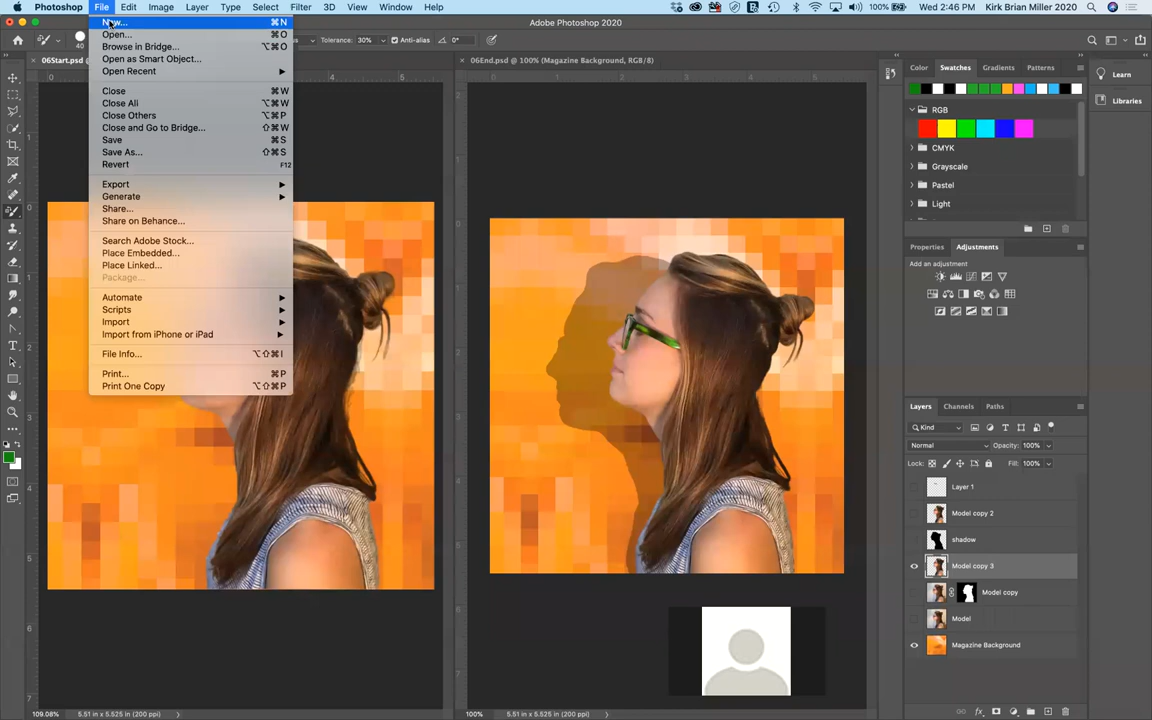 Photoshop File Edit Image Layer Type Select Filter 3D View Window Help 100% Wed 2:46 PM Kirk Brian Miller 2020
Adobe Photoshop 2020
40 Tolerance: 30% Anti-alias 0°
06Start.psd @
06End.psd @ 100% (Magazine Background, RGB/8)
New... ⌘N
Open... ⌘O
Browse in Bridge... ⌥⌘O
Open as Smart Object...
Open Recent
Close ⌘W
Close All ⌥⌘W
Close Others ⌥⌘P
Close and Go to Bridge... ⇧⌘W
Save ⌘S
Save As... ⇧⌘S
Revert F12
Export
Generate
Share...
Share on Behance...
Search Adobe Stock...
Place Embedded...
Place Linked...
Package...
Automate
Scripts
Import
Import from iPhone or iPad
File Info... ⌥⇧⌘I
Print... ⌘P
Print One Copy ⌥⇧⌘P
Color Swatches Gradients Patterns
RGB
CMYK
Grayscale
Pastel
Light
Learn
Libraries
Properties Adjustments
Add an adjustment
Layers Channels Paths
Kind
Normal Opacity: 100%
Lock: Fill: 100%
Layer 1
Model copy 2
shadow
Model copy 3
Model copy
Model
Magazine Background
109.08% 5.51 in x 5.525 in (200 ppi)
100% 5.51 in x 5.525 in (200 ppi)